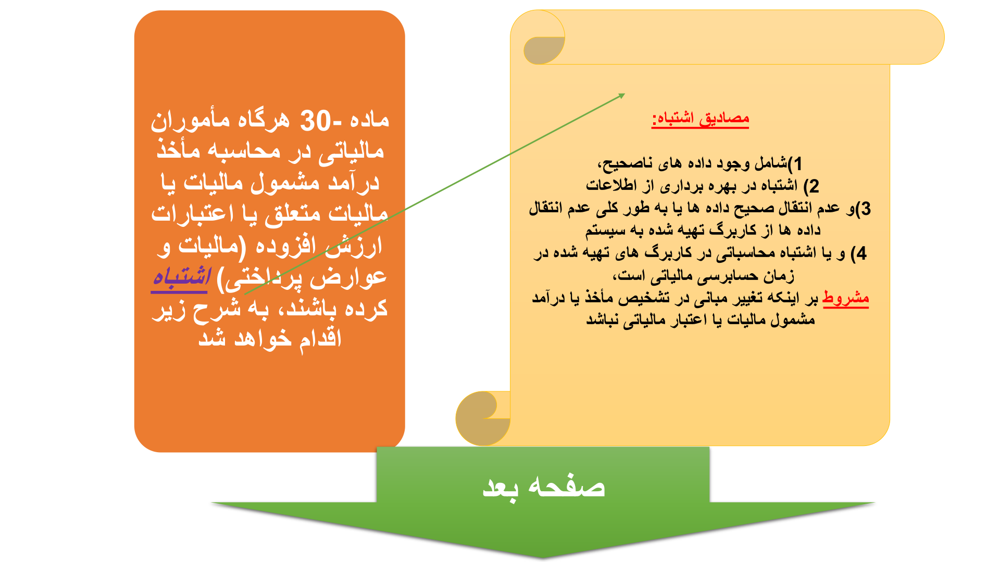 مصادیق اشتباه:
1)شامل وجود داده های ناصحیح،
2) اشتباه در بهره برداری از اطلاعات
3)و عدم انتقال صحیح داده ها یا به طور کلی عدم انتقال
داده ها از کاربرگ تهیه شده به سیستم
4) و یا اشتباه محاسباتی در کاربرگ های تهیه شده در
زمان حسابرسی مالیاتی است،
مشروط بر اینکه تغییر مبانی در تشخیص مأخذ یا درآمد
مشمول مالیات یا اعتبار مالیاتی نباشد
ماده -30 هرگاه مأموران
مالیاتی در محاسبه مأخذ
درآمد مشمول مالیات یا
مالیات متعلق یا اعتبارات
ارزش افزوده (مالیات و
عوارض پرداختی) اشتباه
کرده باشند، به شرح زیر
اقدام خواهد شد
صفحه بعد